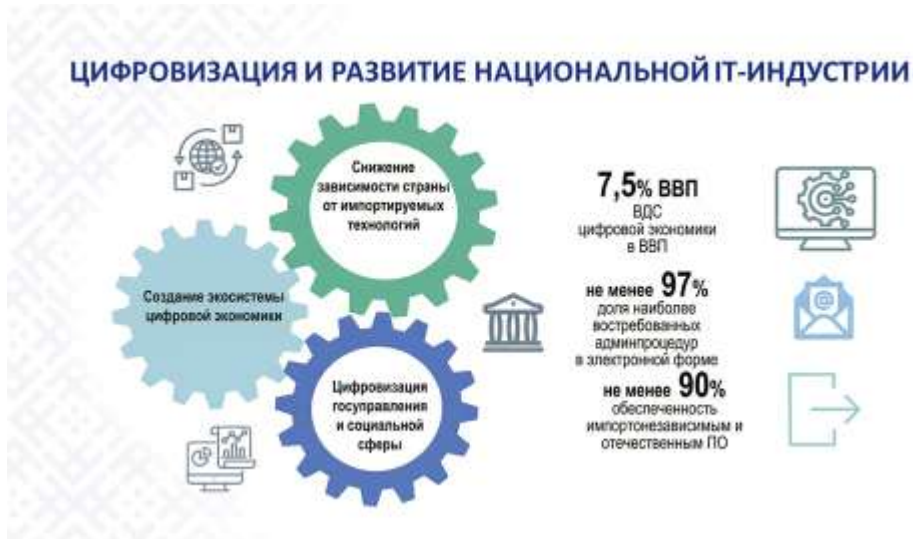 ЦИФРОВИЗАЦИЯ И РАЗВИТИЕ НАЦИОНАЛЬНОЙ IT-ИНДУСТРИИ
Снижение
зависимости страны
от импортируемых
технологий
Создание экосистемы
цифровой экономики
Цифровизация
госуправления
и социальной
сферы
7,5% ВВП
ВДС
цифровой экономики
в ВВП
не менее 97%
доля наиболее
востребованных
админпроцедур
в электронной форме
не менее 90%
обеспеченность
импортонезависимым и
отечественным ПО